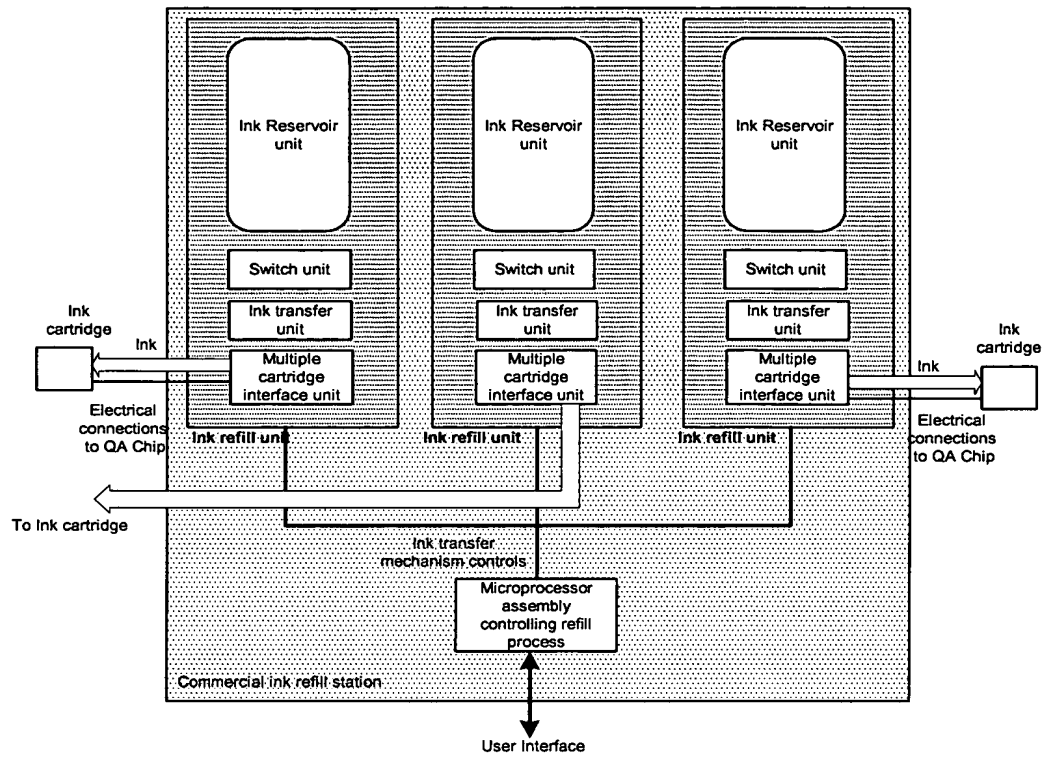 Ink Reservoir
unit
Ink Reservoir
unit
Ink Reservoir
unit
Switch unit
Switch unit
Switch unit
Ink transfer
unit
Ink transfer
unit
Ink transfer
unit
Ink
cartridge
Ink
Multiple
cartridge
interface unit
Multiple
cartridge
interface unit
Multiple
cartridge
interface unit
Ink
Ink
cartridge
Electrical
connections
to QA Chip
Ink refill unit
Ink refill unit
Ink refill unit
Electrical
connections
to QA Chip
To Ink cartridge
Ink transfer
mechanism controls
Microprocessor
assembly
controlling refill
process
Commercial ink refill station
User Interface